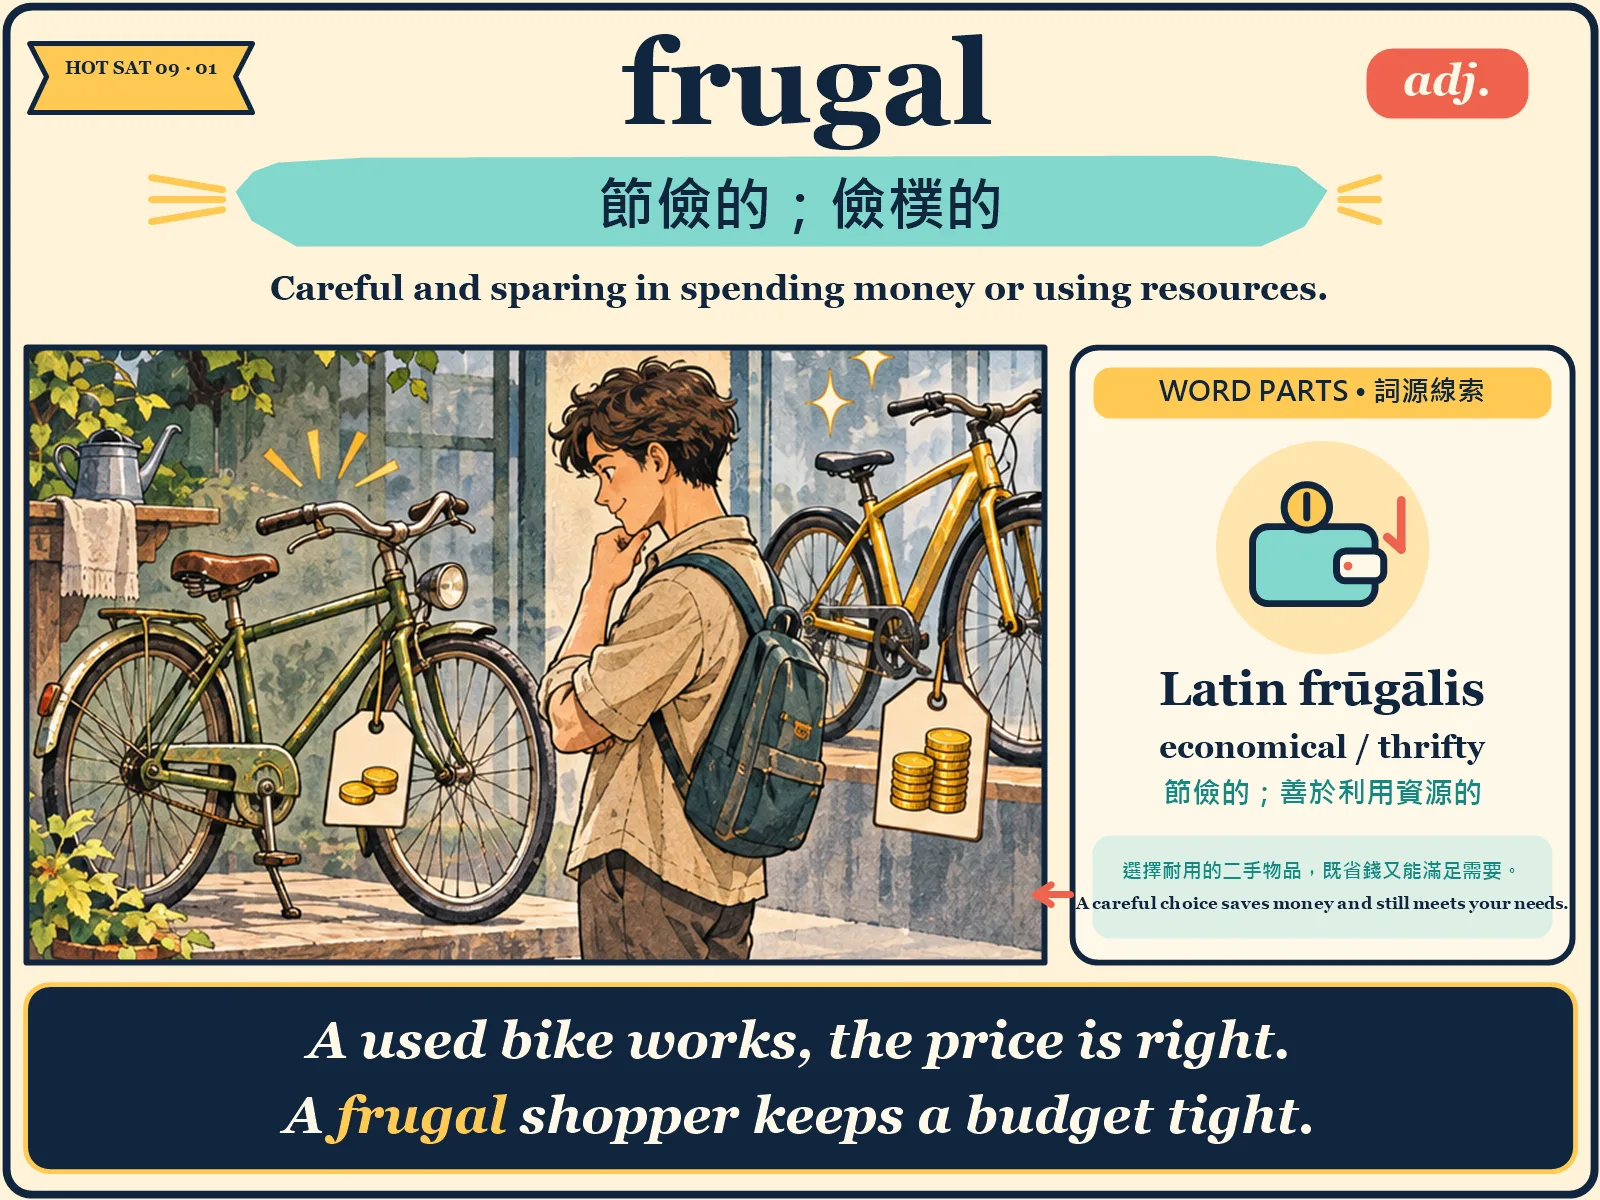 HOT SAT 09 · 01
frugal
adj.
節儉的；儉樸的
Careful and sparing in spending money or using resources.
WORD PARTS • 詞源線索
Latin frūgālis
economical / thrifty
節儉的；善於利用資源的
選擇耐用的二手物品，既省錢又能滿足需要。
A careful choice saves money and still meets your needs.
A used bike works, the price is right.
A frugal shopper keeps a budget tight.